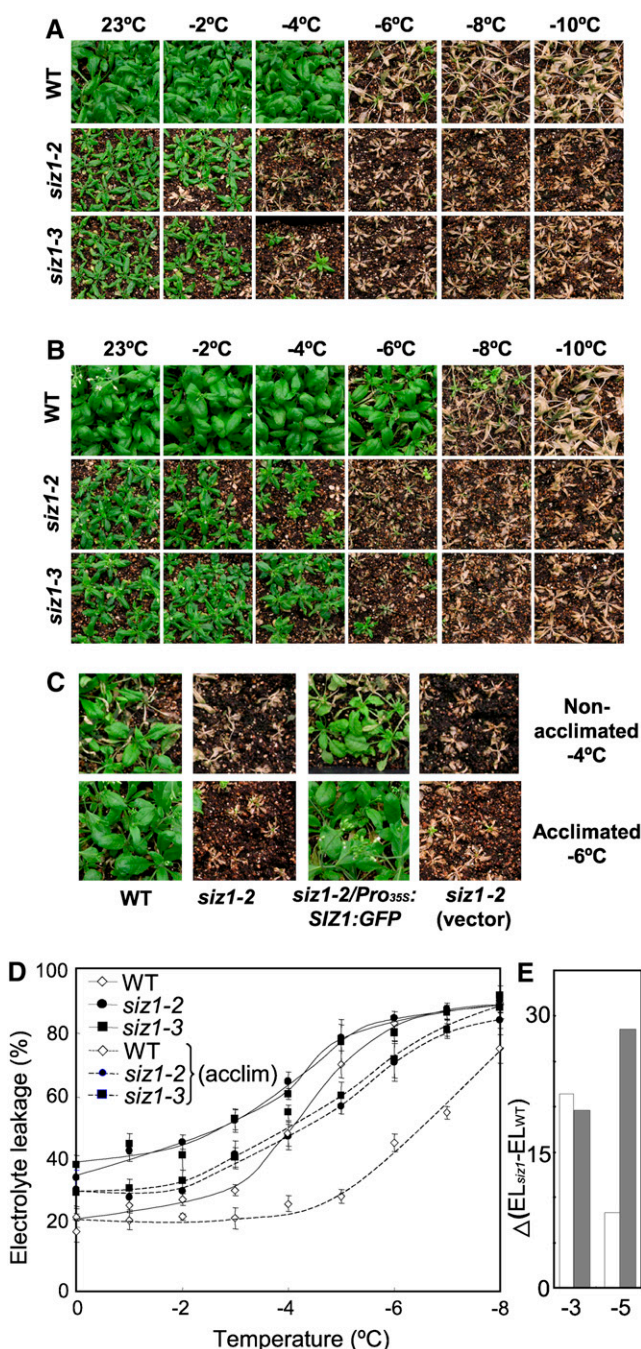 A
23ºC -2ºC -4ºC -6ºC -8ºC -10ºC
WT
siz1-2
siz1-3
B
23ºC -2ºC -4ºC -6ºC -8ºC -10ºC
WT
siz1-2
siz1-3
C
Non-
acclimated
-4ºC
Acclimated
-6ºC
WT
siz1-2
siz1-2/Pro35S:
SIZ1:GFP
siz1-2
(vector)
D
100
80
60
40
20
0
Electrolyte leakage (%)
WT
siz1-2
siz1-3
WT
siz1-2
siz1-3
(acclim)
0 -2 -4 -6 -8
Temperature (ºC)
E
30
15
0
Δ(ELsiz1-ELWT)
-3 -5